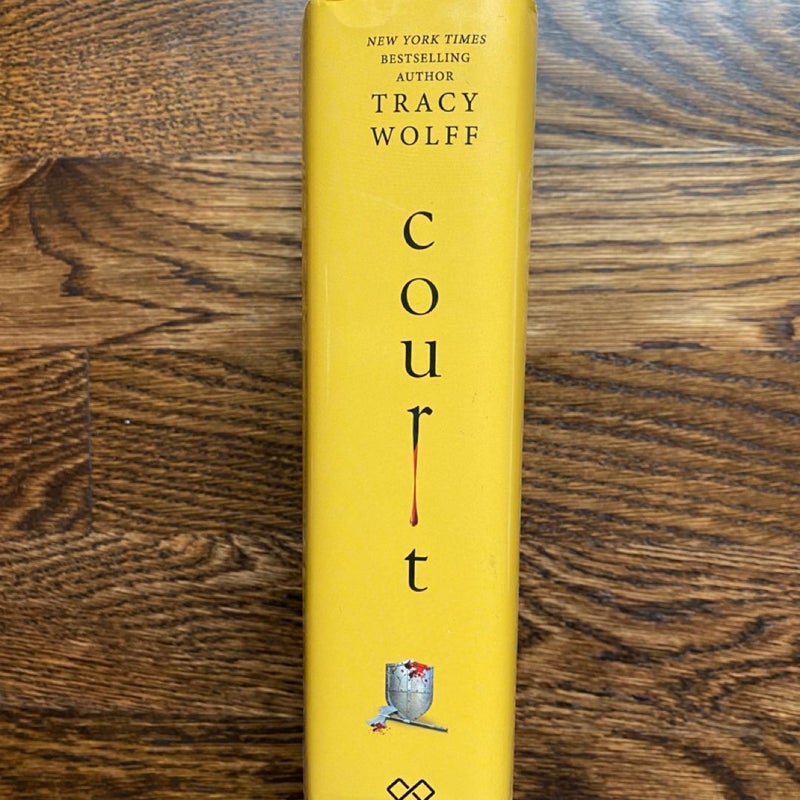 NEW YORK TIMES
BESTSELLING
AUTHOR
TRACY
WOLFF
court